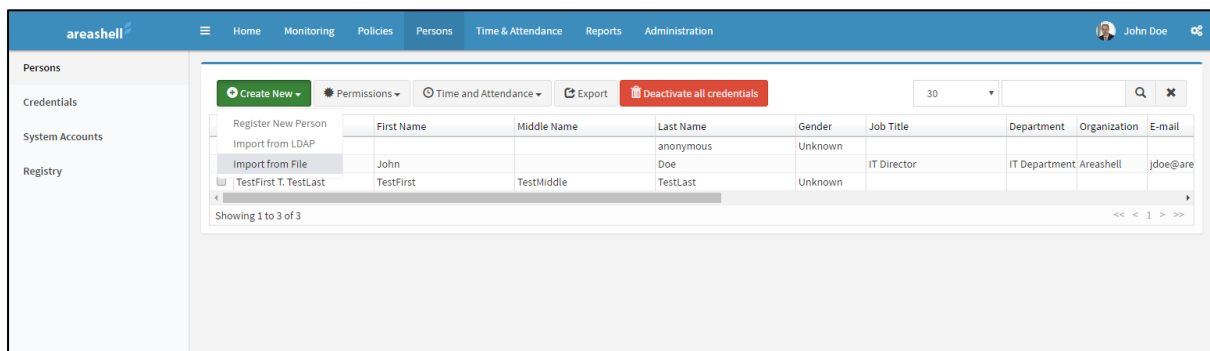 areashell
Home Monitoring Policies Persons Time & Attendance Reports Administration John Doe
Persons
Credentials
System Accounts
Registry
Create New Permissions Time and Attendance Export Deactivate all credentials 30
Register New Person
Import from LDAP
Import from File
First Name Middle Name Last Name Gender Job Title Department Organization E-mail
anonymous Unknown
John Doe IT Director IT Department Areashell jdoe@are
TestFirst T. TestLast TestFirst TestMiddle TestLast Unknown
Showing 1 to 3 of 3 << < 1 > >>